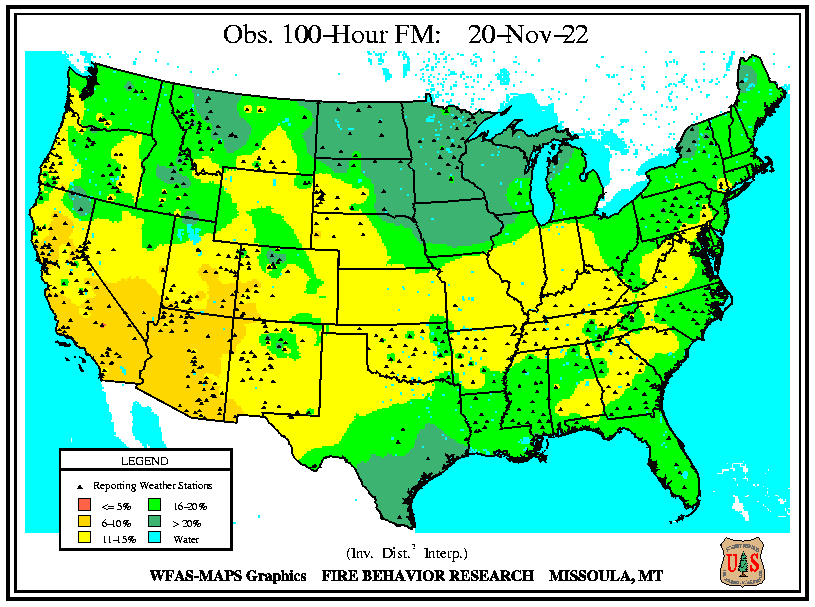 Obs. 100-Hour FM: 20-Nov-22
LEGEND
Reporting Weather Stations
<= 5%
16-20%
6-10%
> 20%
11-15%
Water
(Inv. Dist.² Interp.)
WFAS-MAPS Graphics FIRE BEHAVIOR RESEARCH MISSOULA, MT
U S